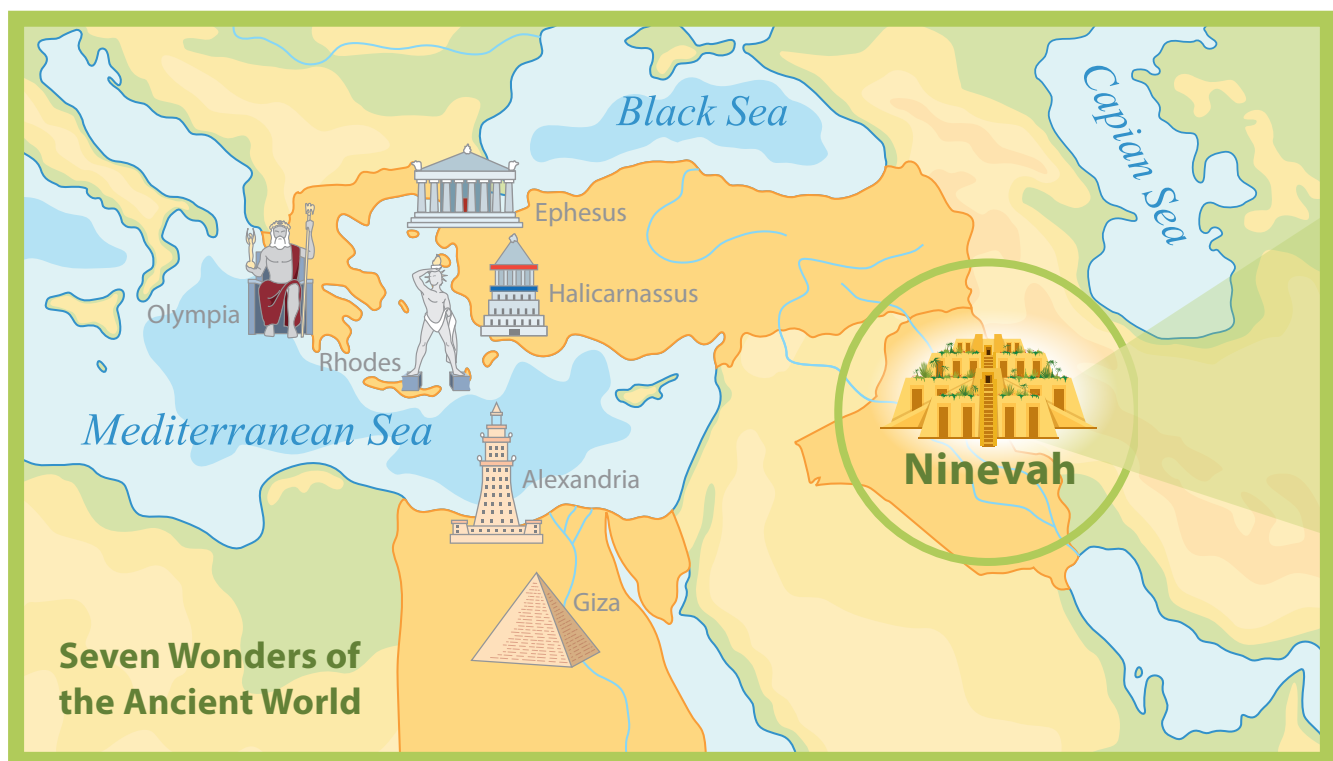 Black Sea
Capian Sea
Ephesus
Halicarnassus
Olympia
Rhodes
Mediterranean Sea
Ninevah
Alexandria
Giza
Seven Wonders of
the Ancient World